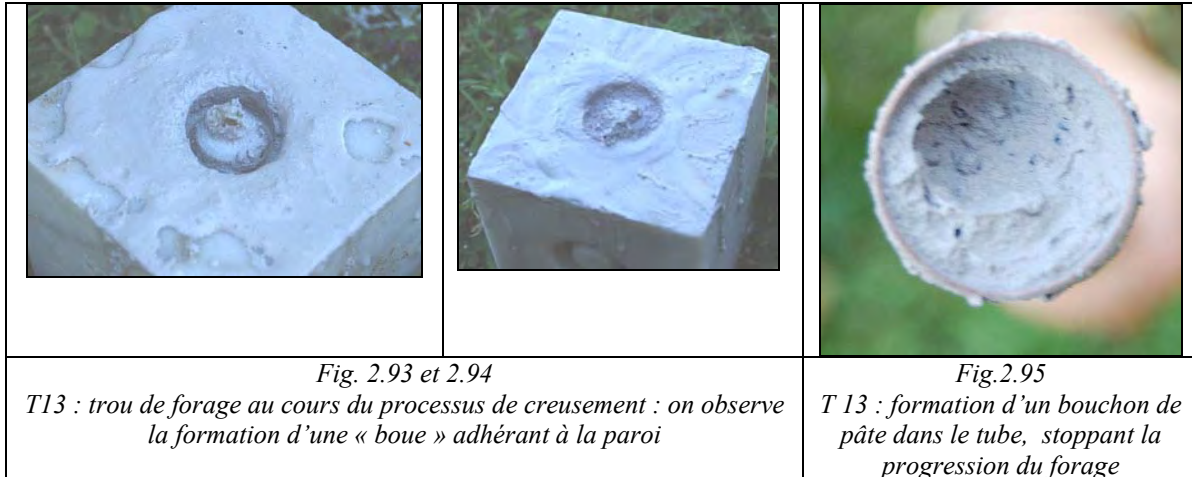 Fig. 2.93 et 2.94
T13 : trou de forage au cours du processus de creusement : on observe
la formation d’une « boue » adhérant à la paroi
Fig.2.95
T 13 : formation d’un bouchon de
pâte dans le tube, stoppant la
progression du forage